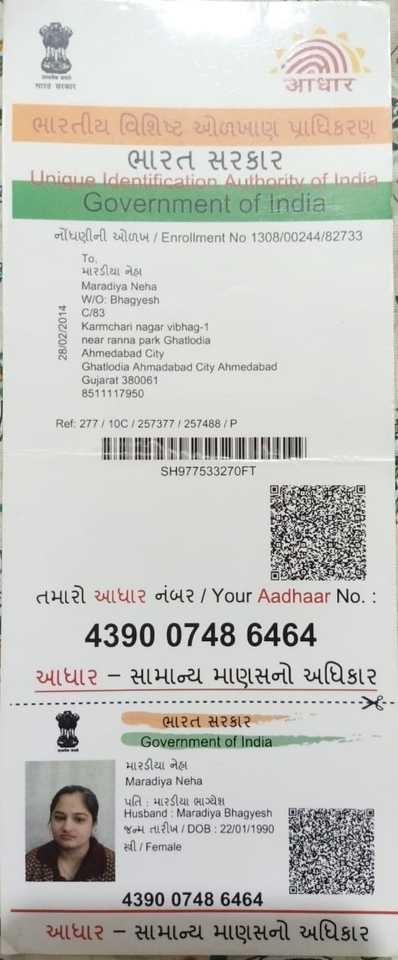 भारत सरकार
आधार
ભારતીય વિશિષ્ટ ઓળખાણ પ્રાધિકરણ
ભારત સરકાર
Unique Identification Authority of India
Government of India
નોંધણીની ઓળખ / Enrollment No 1308/00244/82733
To,
મારડીયા નેહા
Maradiya Neha
W/O: Bhagyesh
C/83
Karmchari nagar vibhag-1
near ranna park Ghatlodia
Ahmedabad City
Ghatlodia Ahmadabad City Ahmedabad
Gujarat 380061
8511117950
28/02/2014
Ref: 277 / 10C / 257377 / 257488 / P
SH977533270FT
તમારો આધાર નંબર / Your Aadhaar No. :
4390 0748 6464
આધાર – સામાન્ય માણસનો અધિકાર
ભારત સરકાર
Government of India
મારડીયા નેહા
Maradiya Neha
પતિ : મારડીયા ભાગ્યેશ
Husband : Maradiya Bhagyesh
જન્મ તારીખ / DOB : 22/01/1990
સ્ત્રી / Female
4390 0748 6464
આધાર – સામાન્ય માણસનો અધિકાર